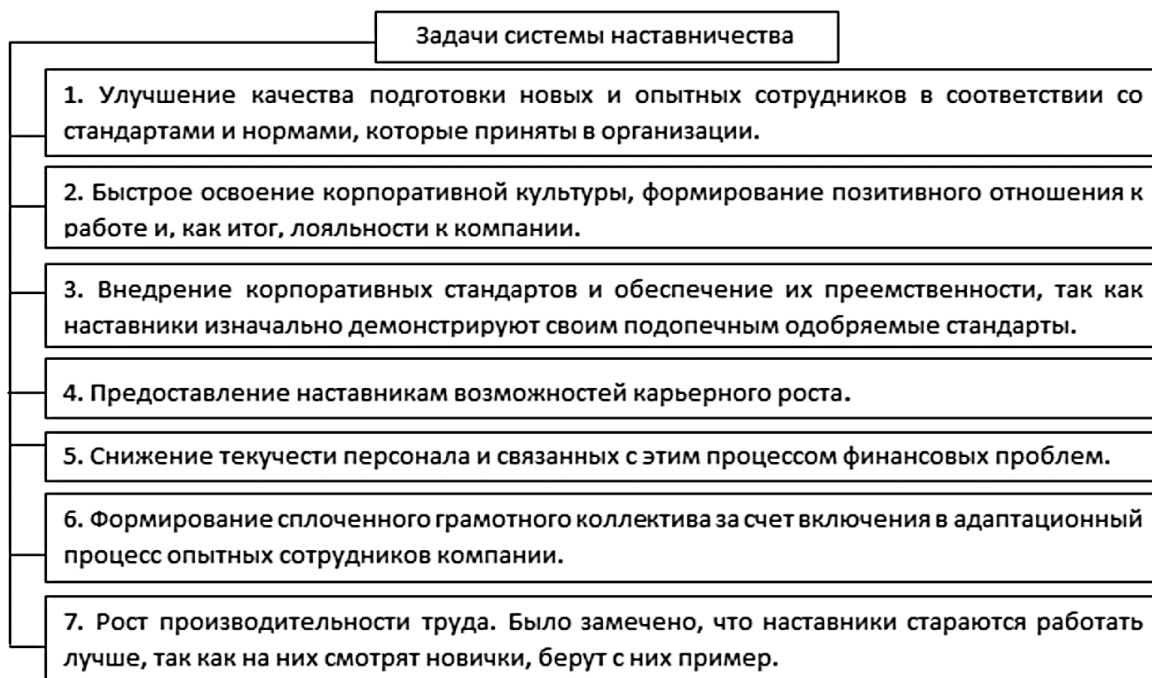 Задачи системы наставничества
1. Улучшение качества подготовки новых и опытных сотрудников в соответствии со
стандартами и нормами, которые приняты в организации.
2. Быстрое освоение корпоративной культуры, формирование позитивного отношения к
работе и, как итог, лояльности к компании.
3. Внедрение корпоративных стандартов и обеспечение их преемственности, так как
наставники изначально демонстрируют своим подопечным одобряемые стандарты.
4. Предоставление наставникам возможностей карьерного роста.
5. Снижение текучести персонала и связанных с этим процессом финансовых проблем.
6. Формирование сплоченного грамотного коллектива за счет включения в адаптационный
процесс опытных сотрудников компании.
7. Рост производительности труда. Было замечено, что наставники стараются работать
лучше, так как на них смотрят новички, берут с них пример.